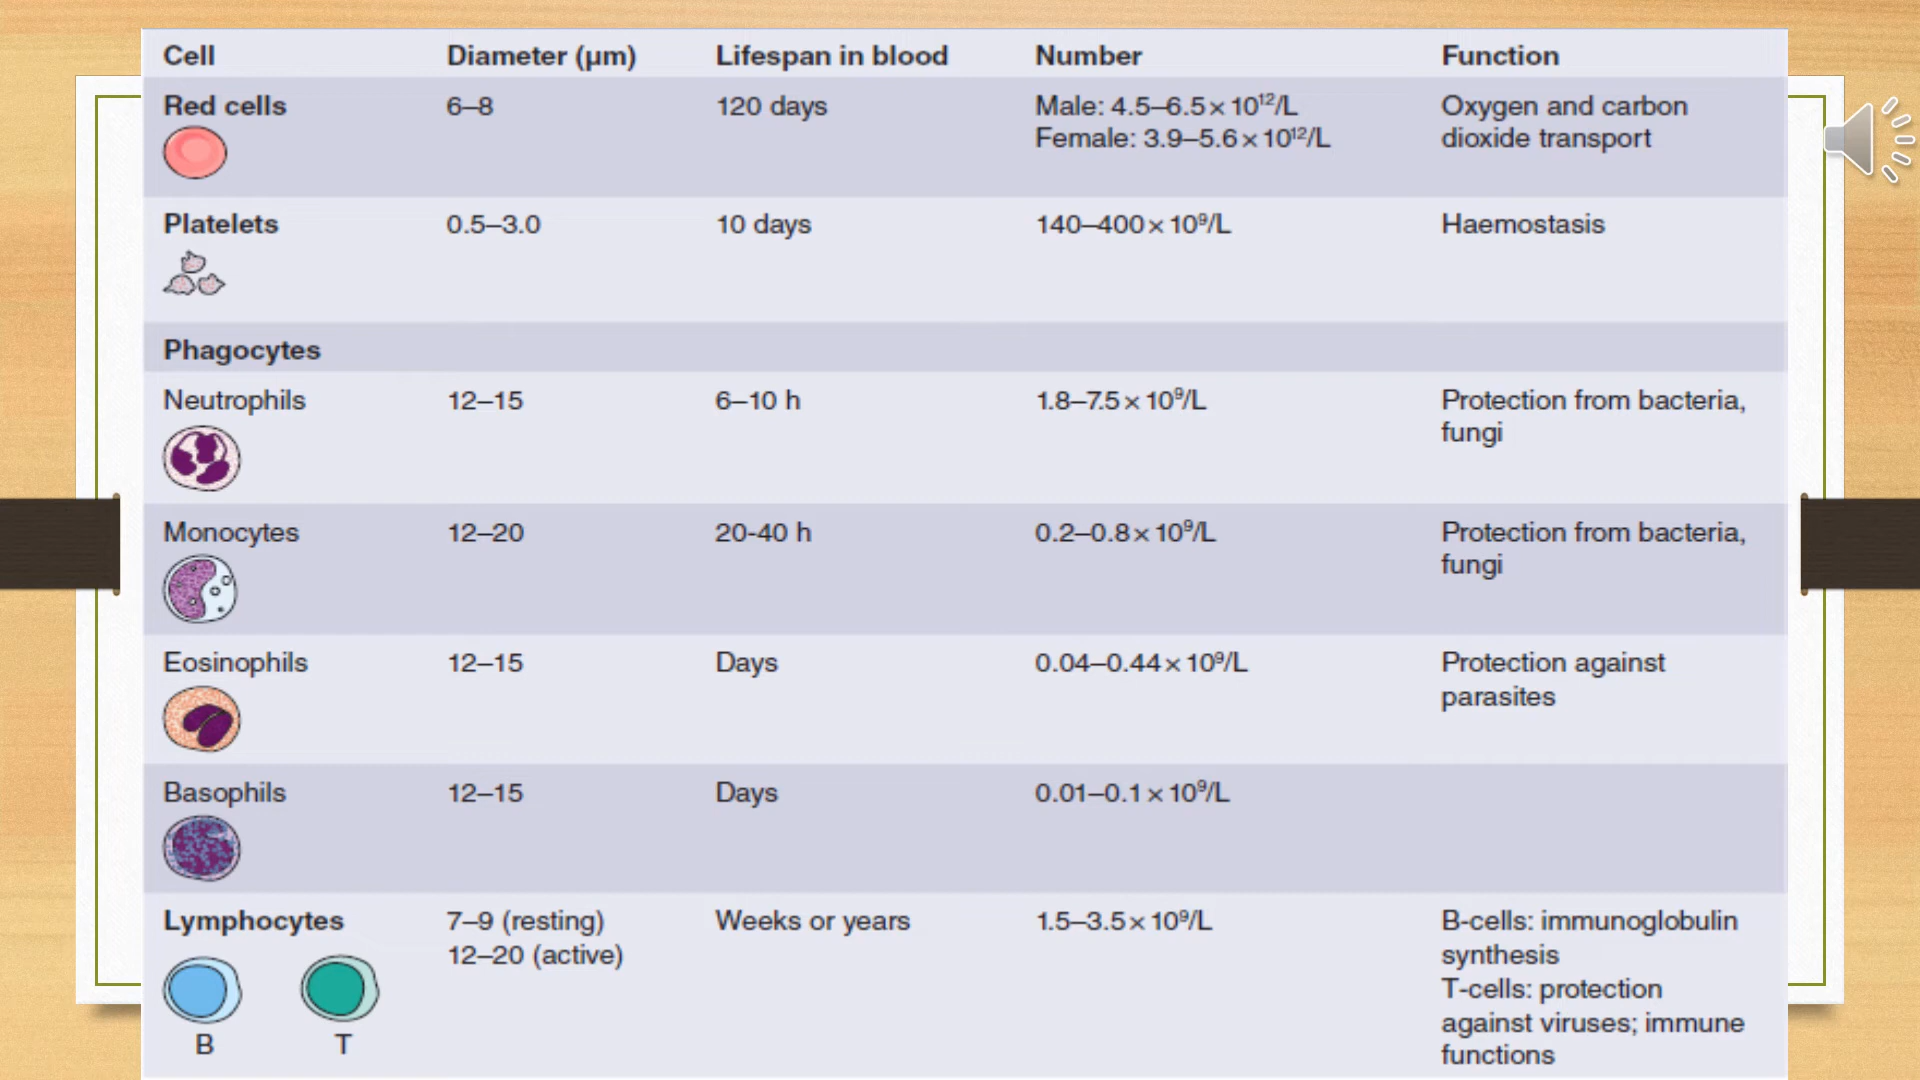 Cell Diameter (µm) Lifespan in blood Number Function
Red cells 6–8 120 days Male: 4.5–6.5×10¹²/L Oxygen and carbon
Female: 3.9–5.6×10¹²/L dioxide transport
Platelets 0.5–3.0 10 days 140–400×10⁹/L Haemostasis
Phagocytes
Neutrophils 12–15 6–10 h 1.8–7.5×10⁹/L Protection from bacteria,
fungi
Monocytes 12–20 20-40 h 0.2–0.8×10⁹/L Protection from bacteria,
fungi
Eosinophils 12–15 Days 0.04–0.44×10⁹/L Protection against
parasites
Basophils 12–15 Days 0.01–0.1×10⁹/L
Lymphocytes 7–9 (resting) Weeks or years 1.5–3.5×10⁹/L B-cells: immunoglobulin
12–20 (active) synthesis
T-cells: protection
against viruses; immune
B T functions